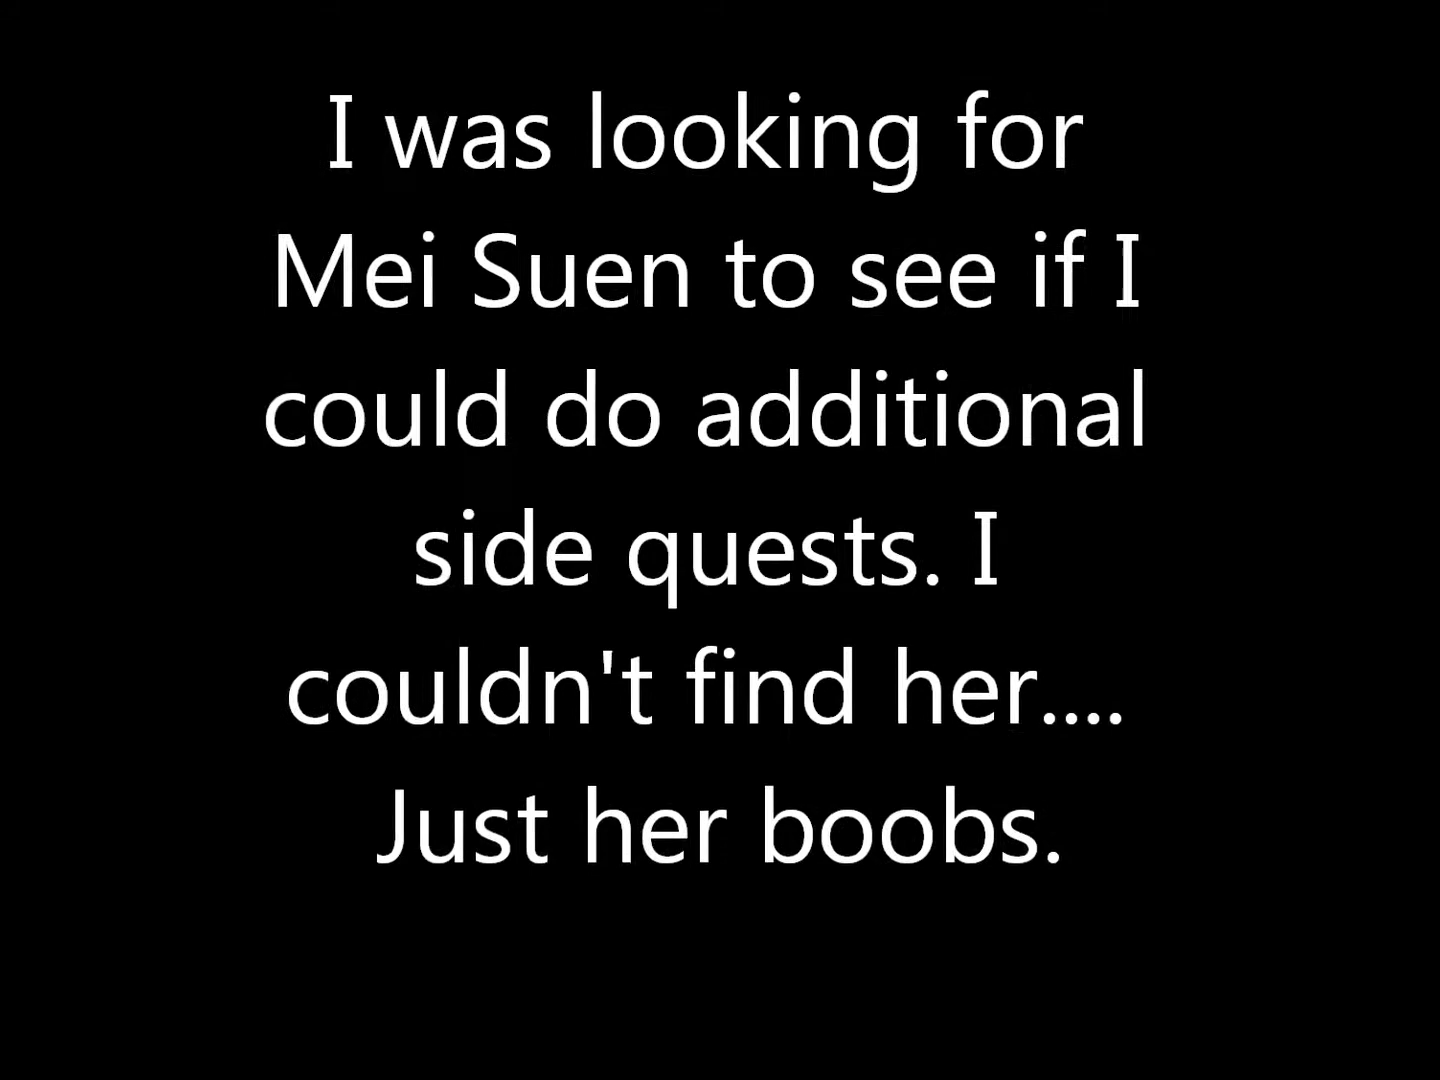 I was looking for
Mei Suen to see if I
could do additional
side quests. I
couldn't find her....
Just her boobs.